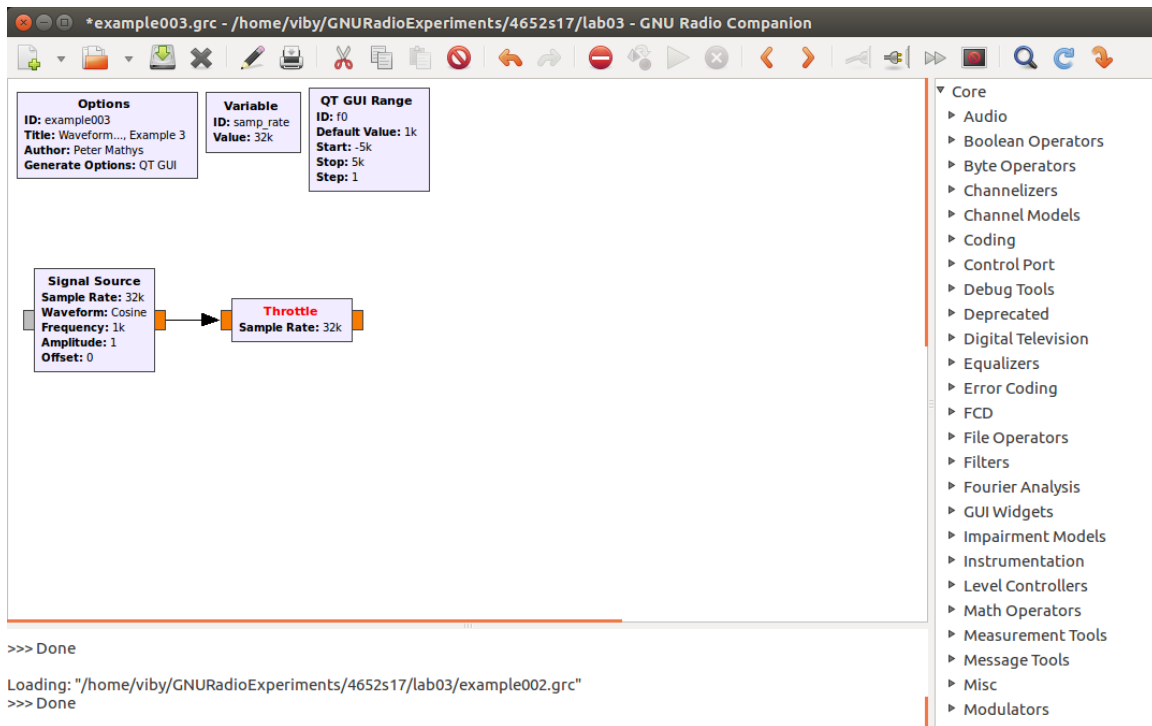 *example003.grc - /home/viby/GNURadioExperiments/4652s17/lab03 - GNU Radio Companion
Options
ID: example003
Title: Waveform..., Example 3
Author: Peter Mathys
Generate Options: QT GUI
Variable
ID: samp_rate
Value: 32k
QT GUI Range
ID: f0
Default Value: 1k
Start: -5k
Stop: 5k
Step: 1
Signal Source
Sample Rate: 32k
Waveform: Cosine
Frequency: 1k
Amplitude: 1
Offset: 0
Throttle
Sample Rate: 32k
Core
Audio
Boolean Operators
Byte Operators
Channelizers
Channel Models
Coding
Control Port
Debug Tools
Deprecated
Digital Television
Equalizers
Error Coding
FCD
File Operators
Filters
Fourier Analysis
GUI Widgets
Impairment Models
Instrumentation
Level Controllers
Math Operators
Measurement Tools
Message Tools
Misc
Modulators
>>> Done
Loading: "/home/viby/GNURadioExperiments/4652s17/lab03/example002.grc"
>>> Done